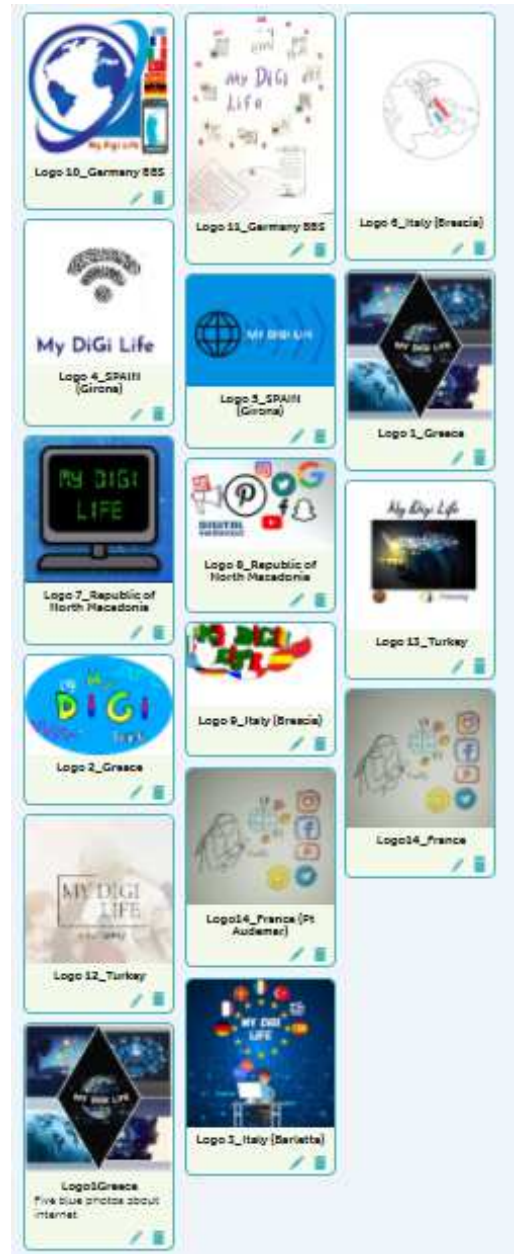 My Digi Life
Logo 10_Germany BBS
My DiGi Life
Logo 4_SPAIN
(Girona)
MY DIGI
LIFE
Logo 7_Republic of
North Macedonia
DiGi
Logo 2_Greece
MY DIGI
LIFE
Logo 12_Turkey
MY DIGI LIFE
Logo1Greece
Five blue photos about
internet
My DiGi
Life
Logo 11_Germany BBS
MY DIGI LIFE
Logo 5_SPAIN
(Girona)
DIGITAL
Logo 8_Republic of
North Macedonia
MY DIGI
LIFE
Logo 9_Italy (Brescia)
Logo14_France (Pt
Audemer)
MY DIGI
LIFE
Logo 3_Italy (Barletta)
Logo 6_Italy (Brescia)
MY DIGI LIFE
Logo 1_Greece
My Digi Life
Logo 13_Turkey
Logo14_France